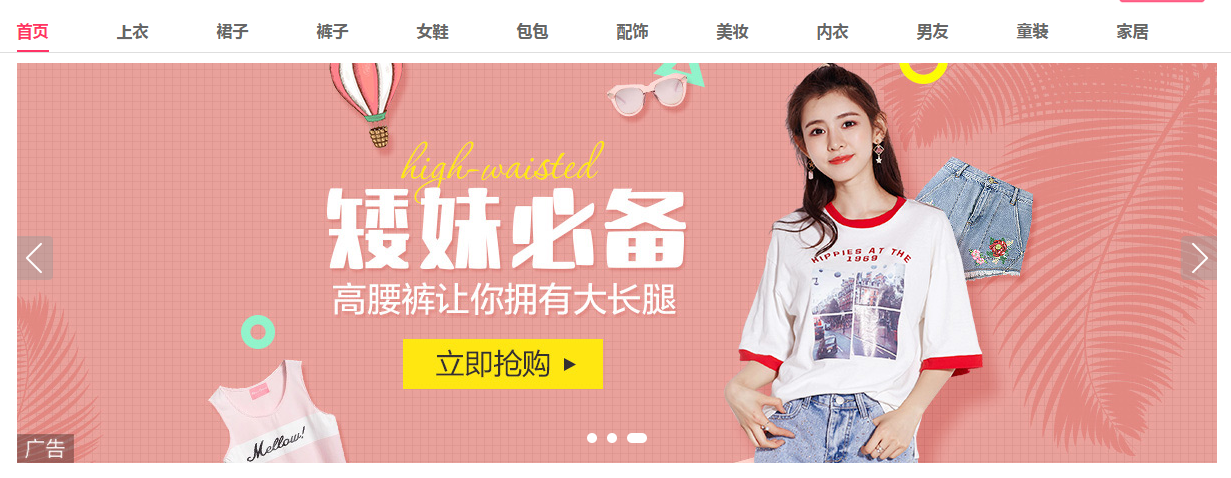 首页 上衣 裙子 裤子 女鞋 包包 配饰 美妆 内衣 男友 童装 家居
high-waisted
矮妹必备
高腰裤让你拥有大长腿
立即抢购
HIPPIES AT THE
1969
Mellow!
广告